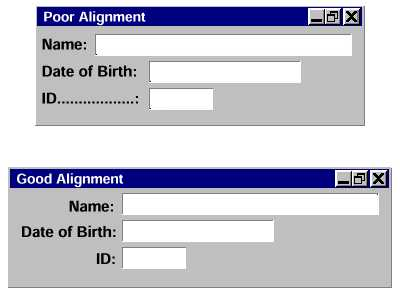 Poor Alignment
Name:
Date of Birth:
ID..................:
Good Alignment
Name:
Date of Birth:
ID: